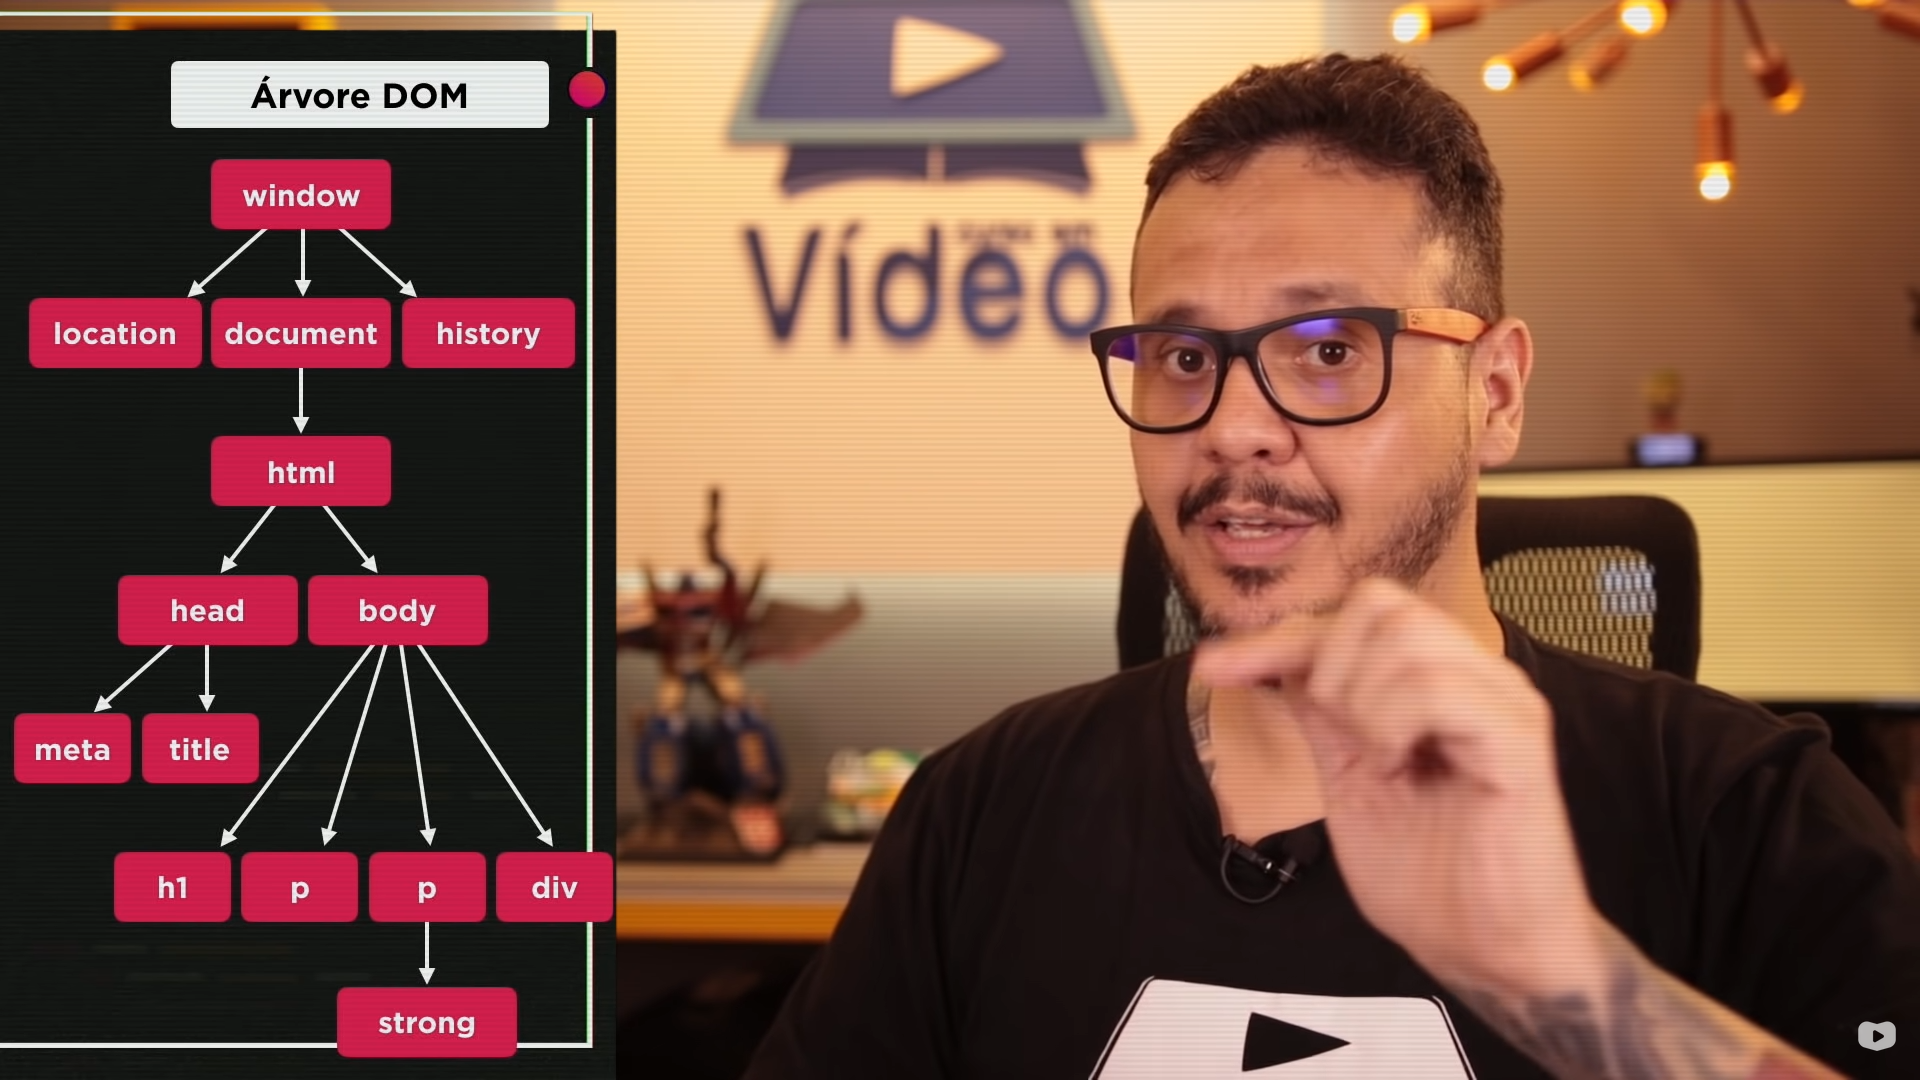 Árvore DOM
window
location
document
history
html
head
body
meta
title
h1
p
p
div
strong
Vídeo